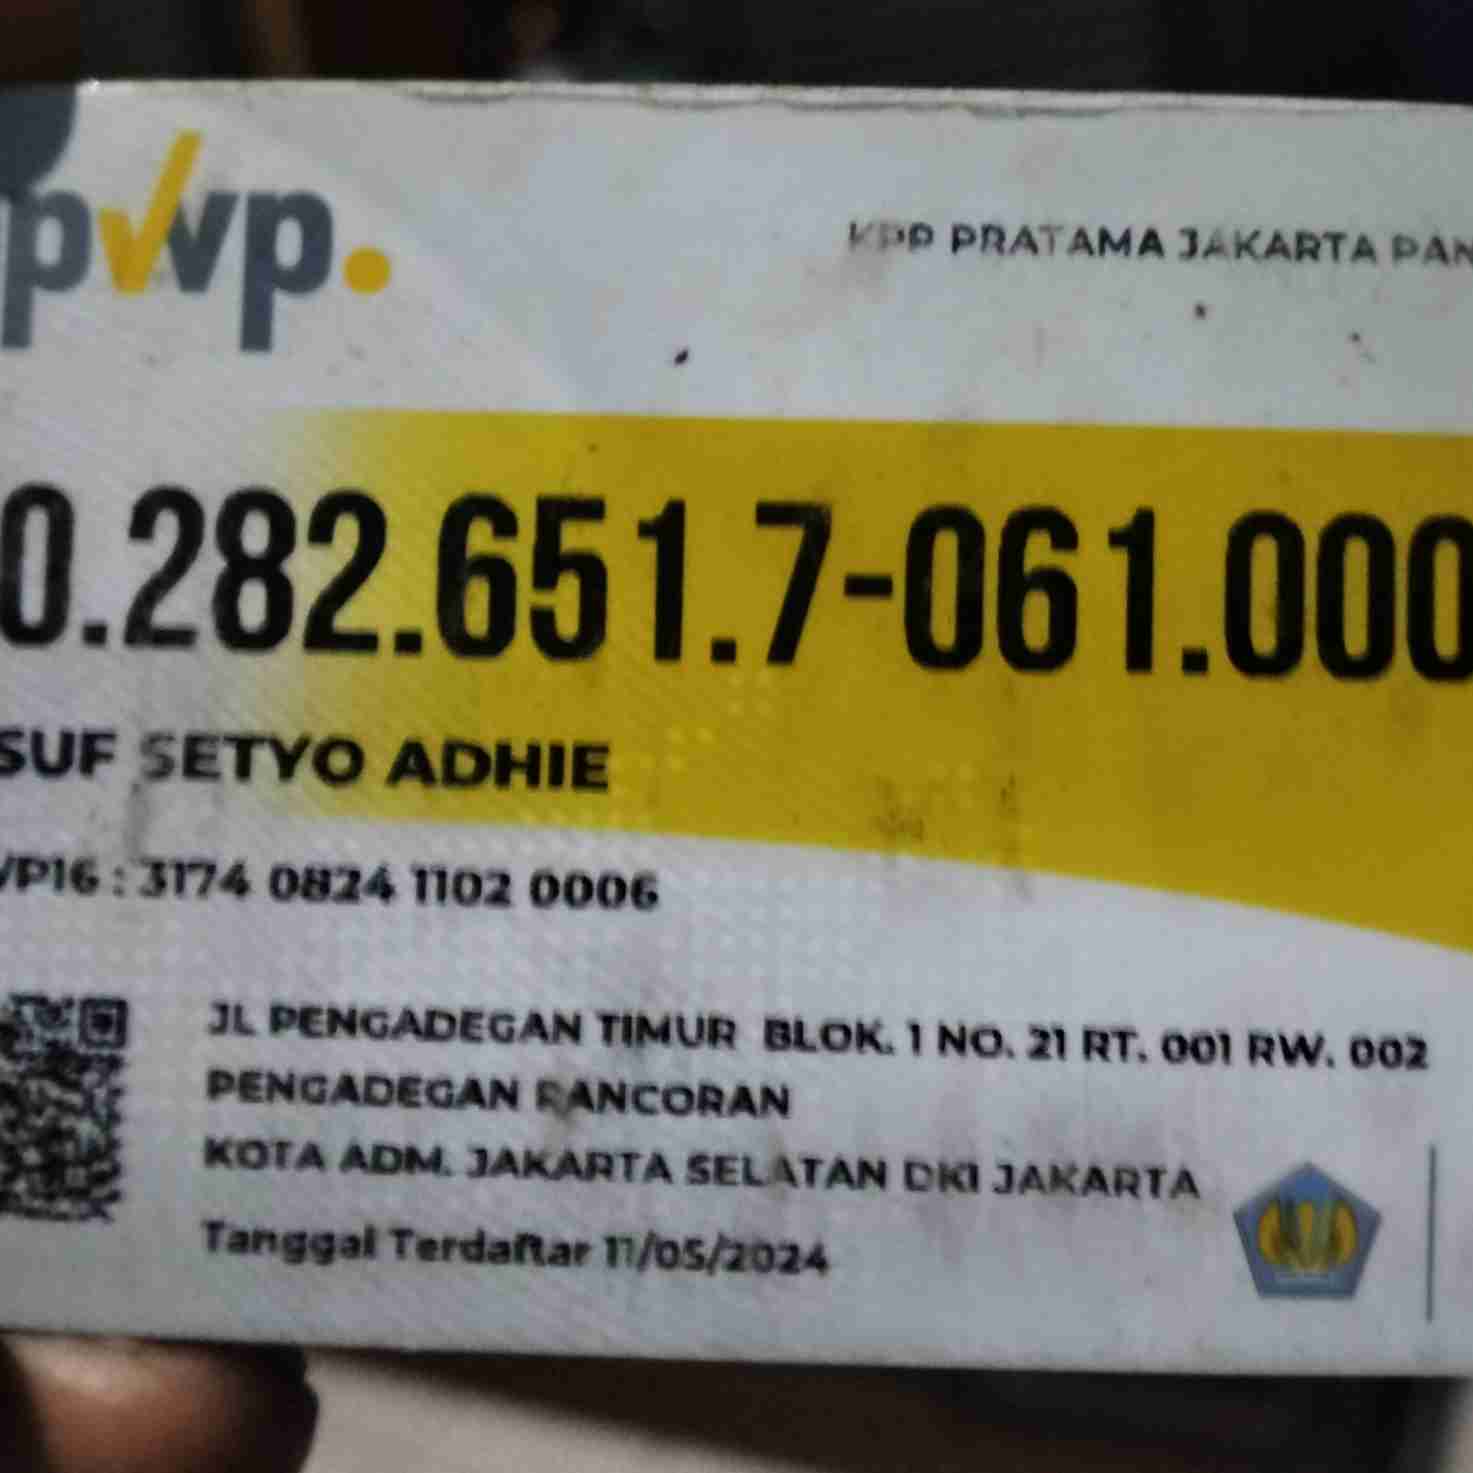 pwp.
KPP PRATAMA JAKARTA PAN
0.282.651.7-061.000
SUF SETYO ADHIE
VP16 : 3174 0824 1102 0006
JL PENGADEGAN TIMUR BLOK. 1 NO. 21 RT. 001 RW. 002
PENGADEGAN PANCORAN
KOTA ADM. JAKARTA SELATAN DKI JAKARTA
Tanggal Terdaftar 11/05/2024